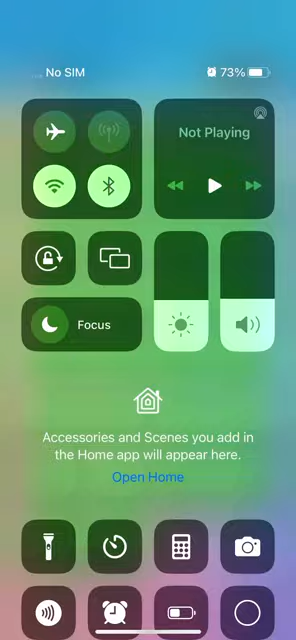 No SIM
73%
Not Playing
Focus
Accessories and Scenes you add in
the Home app will appear here.
Open Home